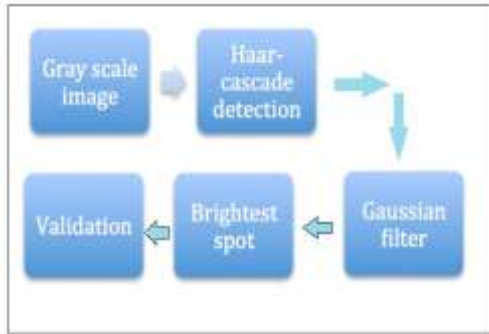 Gray scale
image
Haar-
cascade
detection
Gaussian
filter
Brightest
spot
Validation